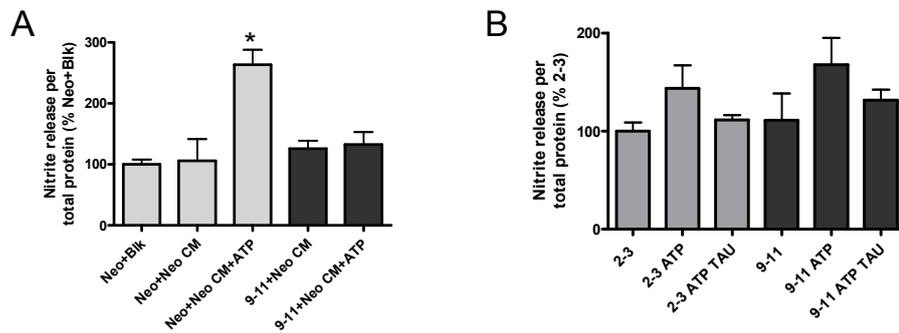 A
Nitrite release per
total protein (% Neo+Blk)
300
200
100
0
*
Neo+Blk
Neo+Neo CM
Neo+Neo CM+ATP
9-11+Neo CM
9-11+Neo CM+ATP
B
Nitrite release per
total protein (% 2-3)
200
100
0
2-3
2-3 ATP
2-3 ATP TAU
9-11
9-11 ATP
9-11 ATP TAU